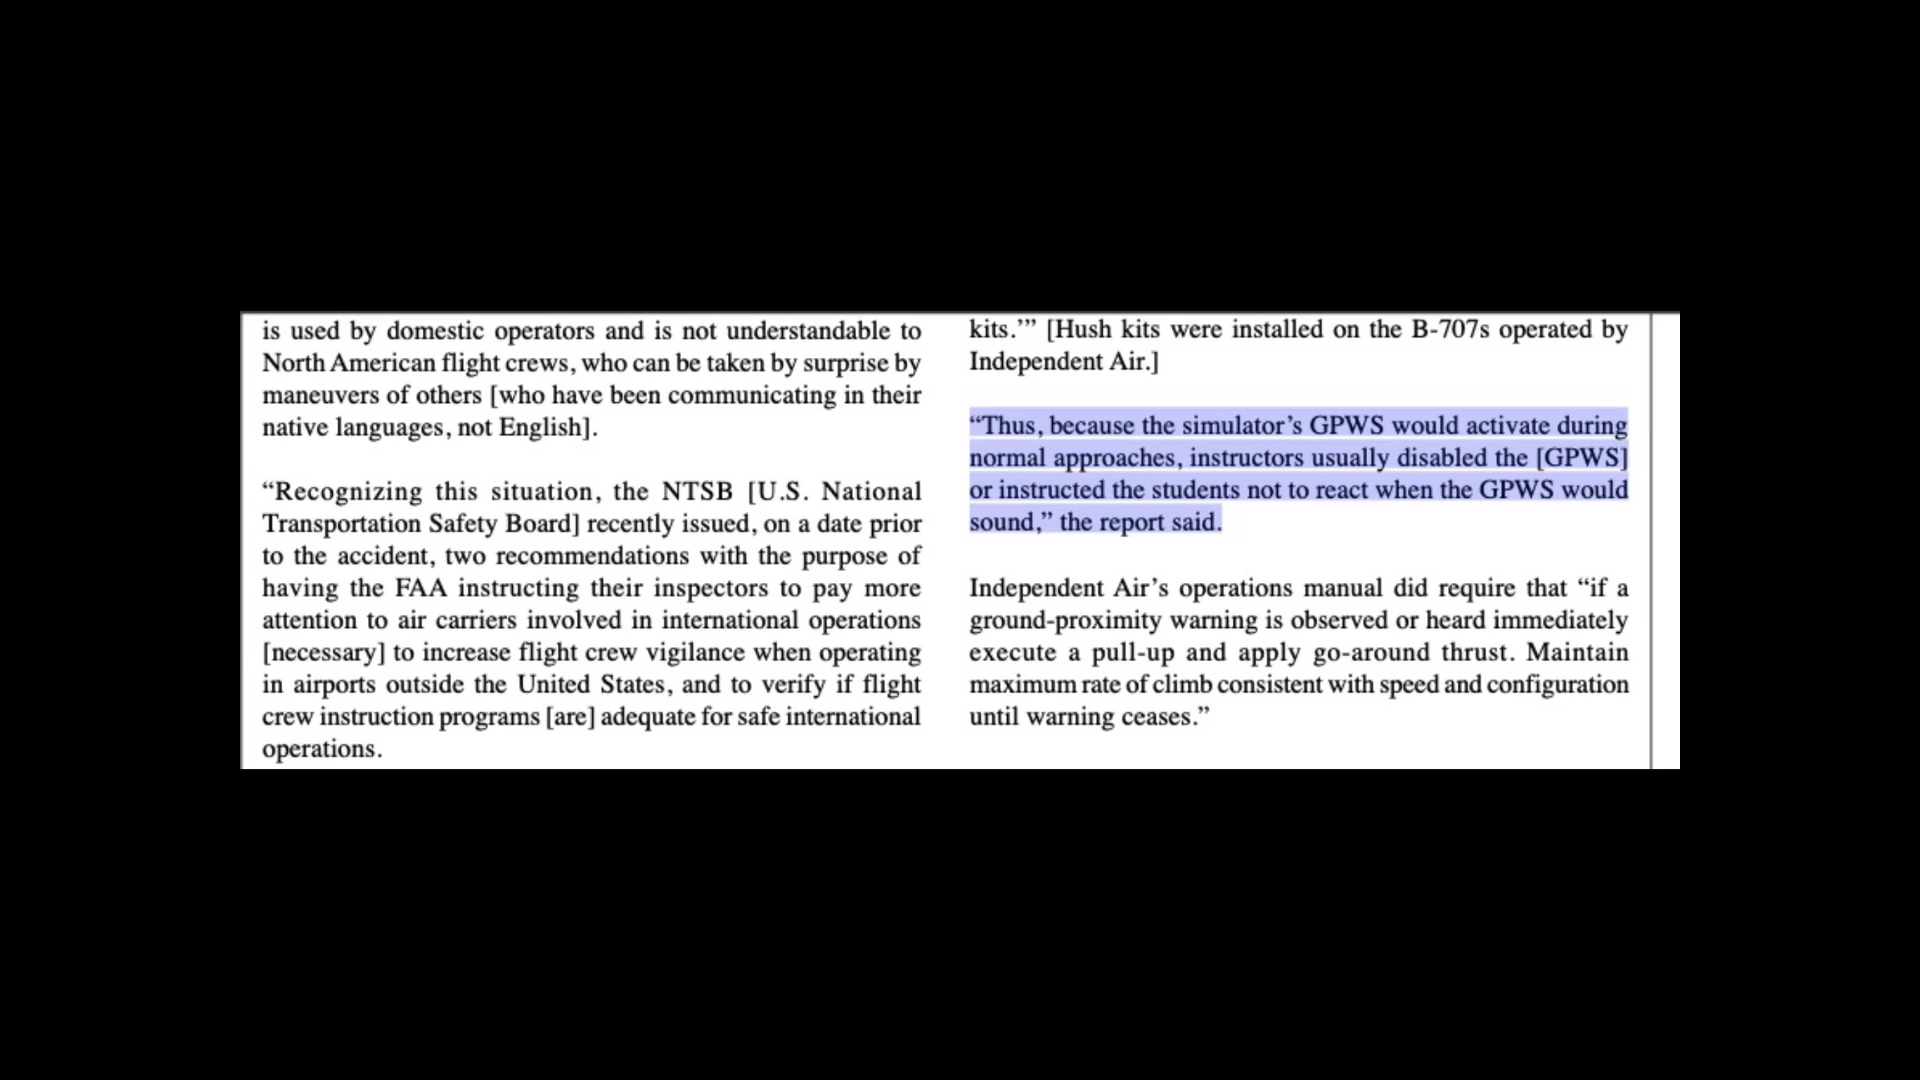 is used by domestic operators and is not understandable to
North American flight crews, who can be taken by surprise by
maneuvers of others [who have been communicating in their
native languages, not English].
“Recognizing this situation, the NTSB [U.S. National
Transportation Safety Board] recently issued, on a date prior
to the accident, two recommendations with the purpose of
having the FAA instructing their inspectors to pay more
attention to air carriers involved in international operations
[necessary] to increase flight crew vigilance when operating
in airports outside the United States, and to verify if flight
crew instruction programs [are] adequate for safe international
operations.
kits.’” [Hush kits were installed on the B-707s operated by
Independent Air.]
“Thus, because the simulator’s GPWS would activate during
normal approaches, instructors usually disabled the [GPWS]
or instructed the students not to react when the GPWS would
sound,” the report said.
Independent Air’s operations manual did require that “if a
ground-proximity warning is observed or heard immediately
execute a pull-up and apply go-around thrust. Maintain
maximum rate of climb consistent with speed and configuration
until warning ceases.”